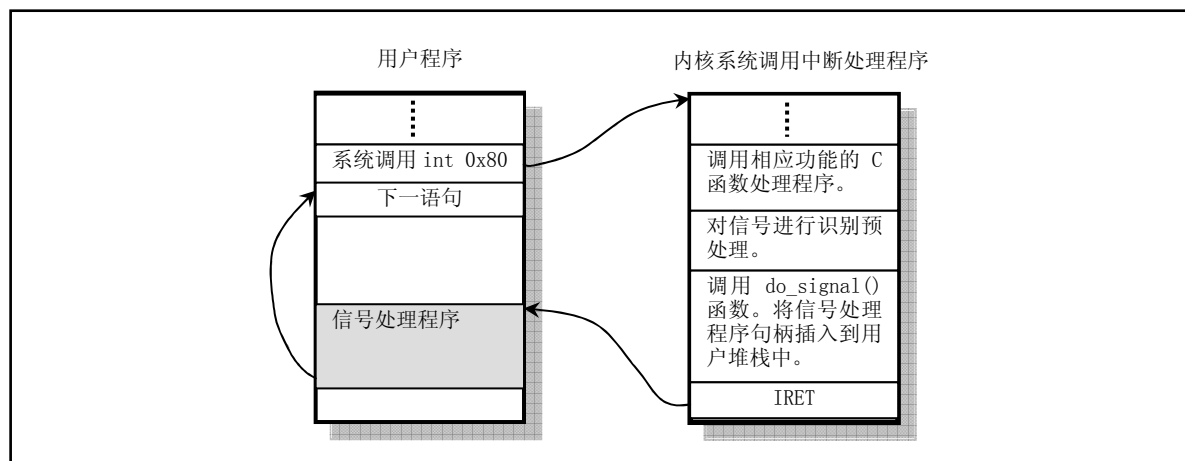 用户程序
系统调用 int 0x80
下一语句
信号处理程序
内核系统调用中断处理程序
调用相应功能的 C
函数处理程序。
对信号进行识别预
处理。
调用 do_signal()
函数。将信号处理
程序句柄插入到用
户堆栈中。
IRET